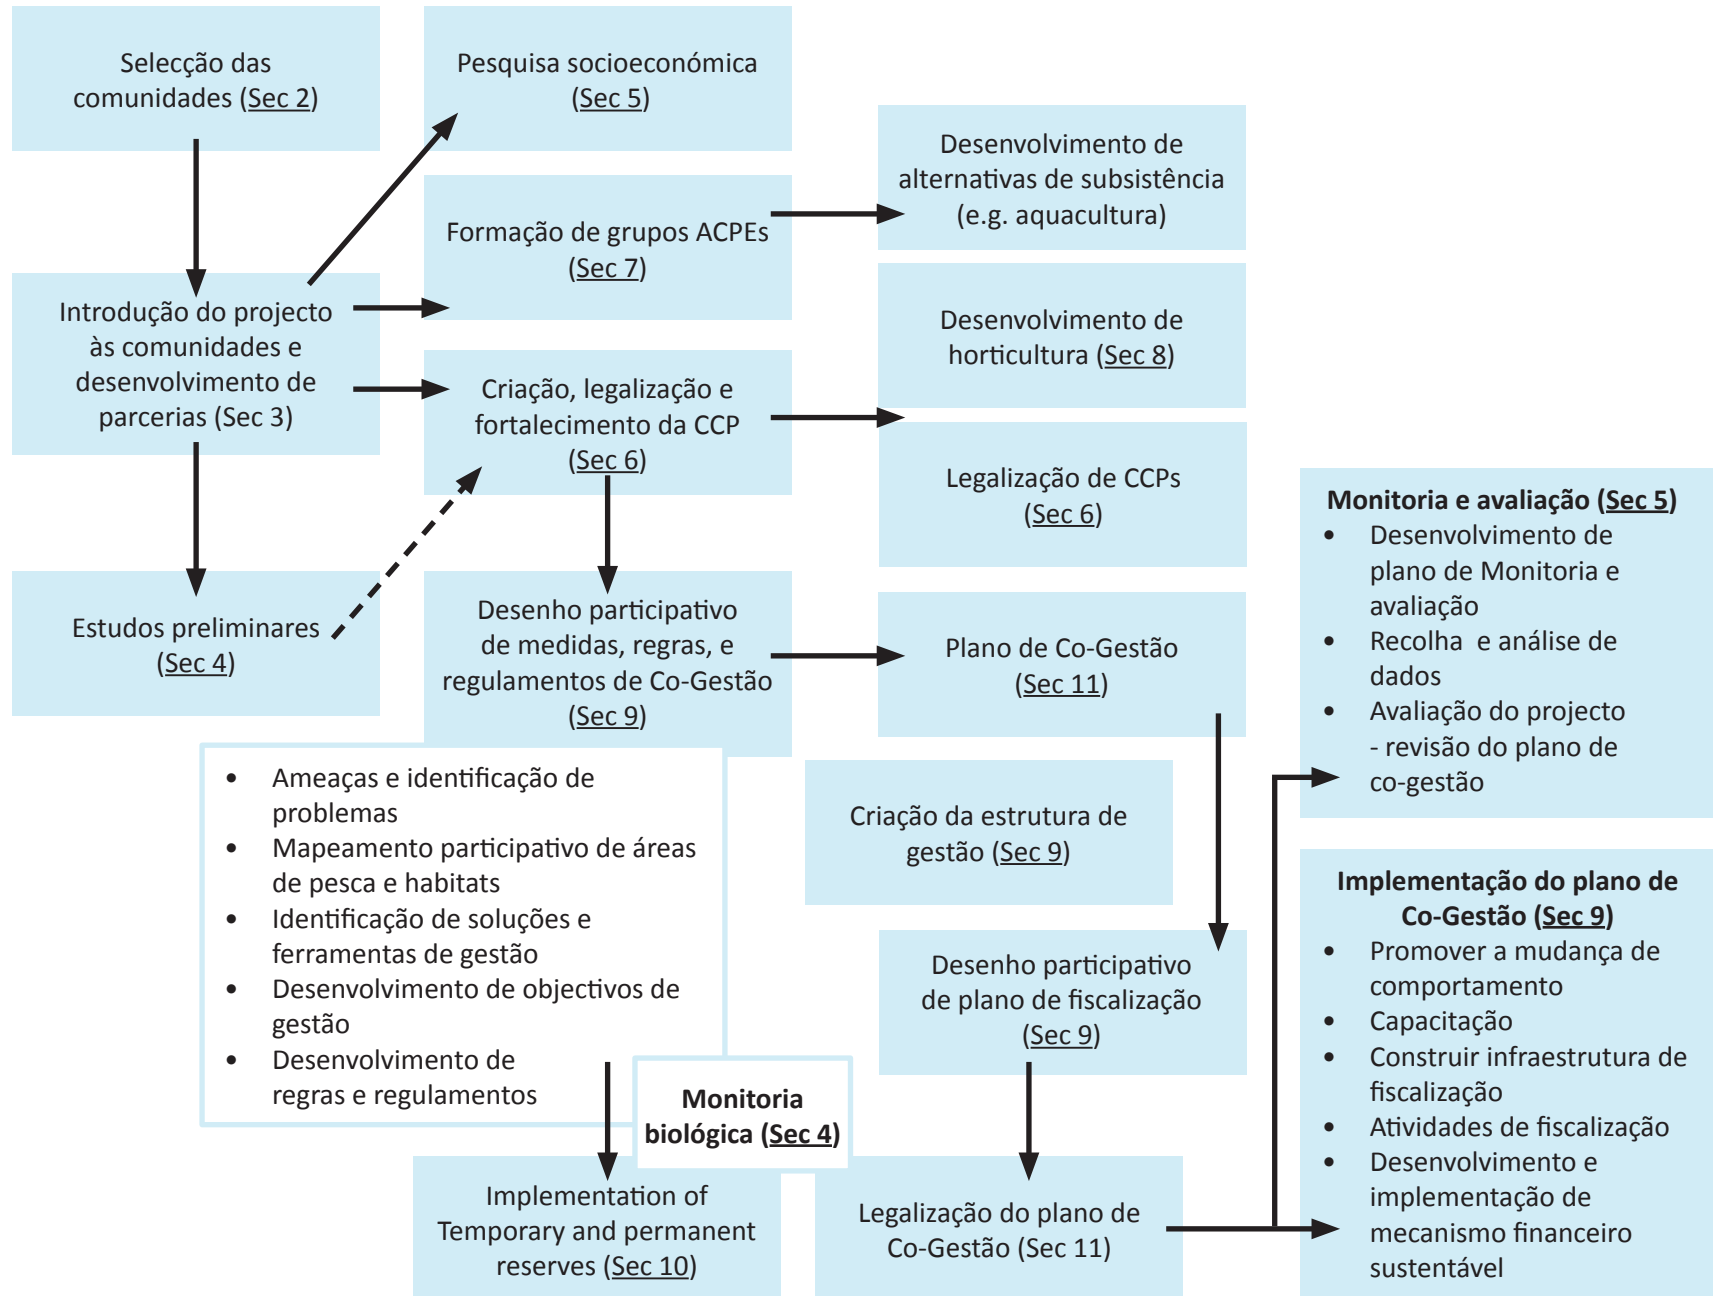 Selecção das
comunidades (Sec 2)
Pesquisa socioeconómica
(Sec 5)
Desenvolvimento de
alternativas de subsistência
(e.g. aquacultura)
Formação de grupos ACPEs
(Sec 7)
Introdução do projecto
às comunidades e
desenvolvimento de
parcerias (Sec 3)
Desenvolvimento de
horticultura (Sec 8)
Criação, legalização e
fortalecimento da CCP
(Sec 6)
Legalização de CCPs
(Sec 6)
Estudos preliminares
(Sec 4)
Desenho participativo
de medidas, regras, e
regulamentos de Co-Gestão
(Sec 9)
Plano de Co-Gestão
(Sec 11)
• Ameaças e identificação de
problemas
• Mapeamento participativo de áreas
de pesca e habitats
• Identificação de soluções e
ferramentas de gestão
• Desenvolvimento de objectivos de
gestão
• Desenvolvimento de
regras e regulamentos
Criação da estrutura de
gestão (Sec 9)
Desenho participativo
de plano de fiscalização
(Sec 9)
Monitoria
biológica (Sec 4)
Implementation of
Temporary and permanent
reserves (Sec 10)
Legalização do plano de
Co-Gestão (Sec 11)
Monitoria e avaliação (Sec 5)
• Desenvolvimento de
plano de Monitoria e
avaliação
• Recolha e análise de
dados
• Avaliação do projecto
- revisão do plano de
co-gestão
Implementação do plano de
Co-Gestão (Sec 9)
• Promover a mudança de
comportamento
• Capacitação
• Construir infraestrutura de
fiscalização
• Atividades de fiscalização
• Desenvolvimento e
implementação de
mecanismo financeiro
sustentável